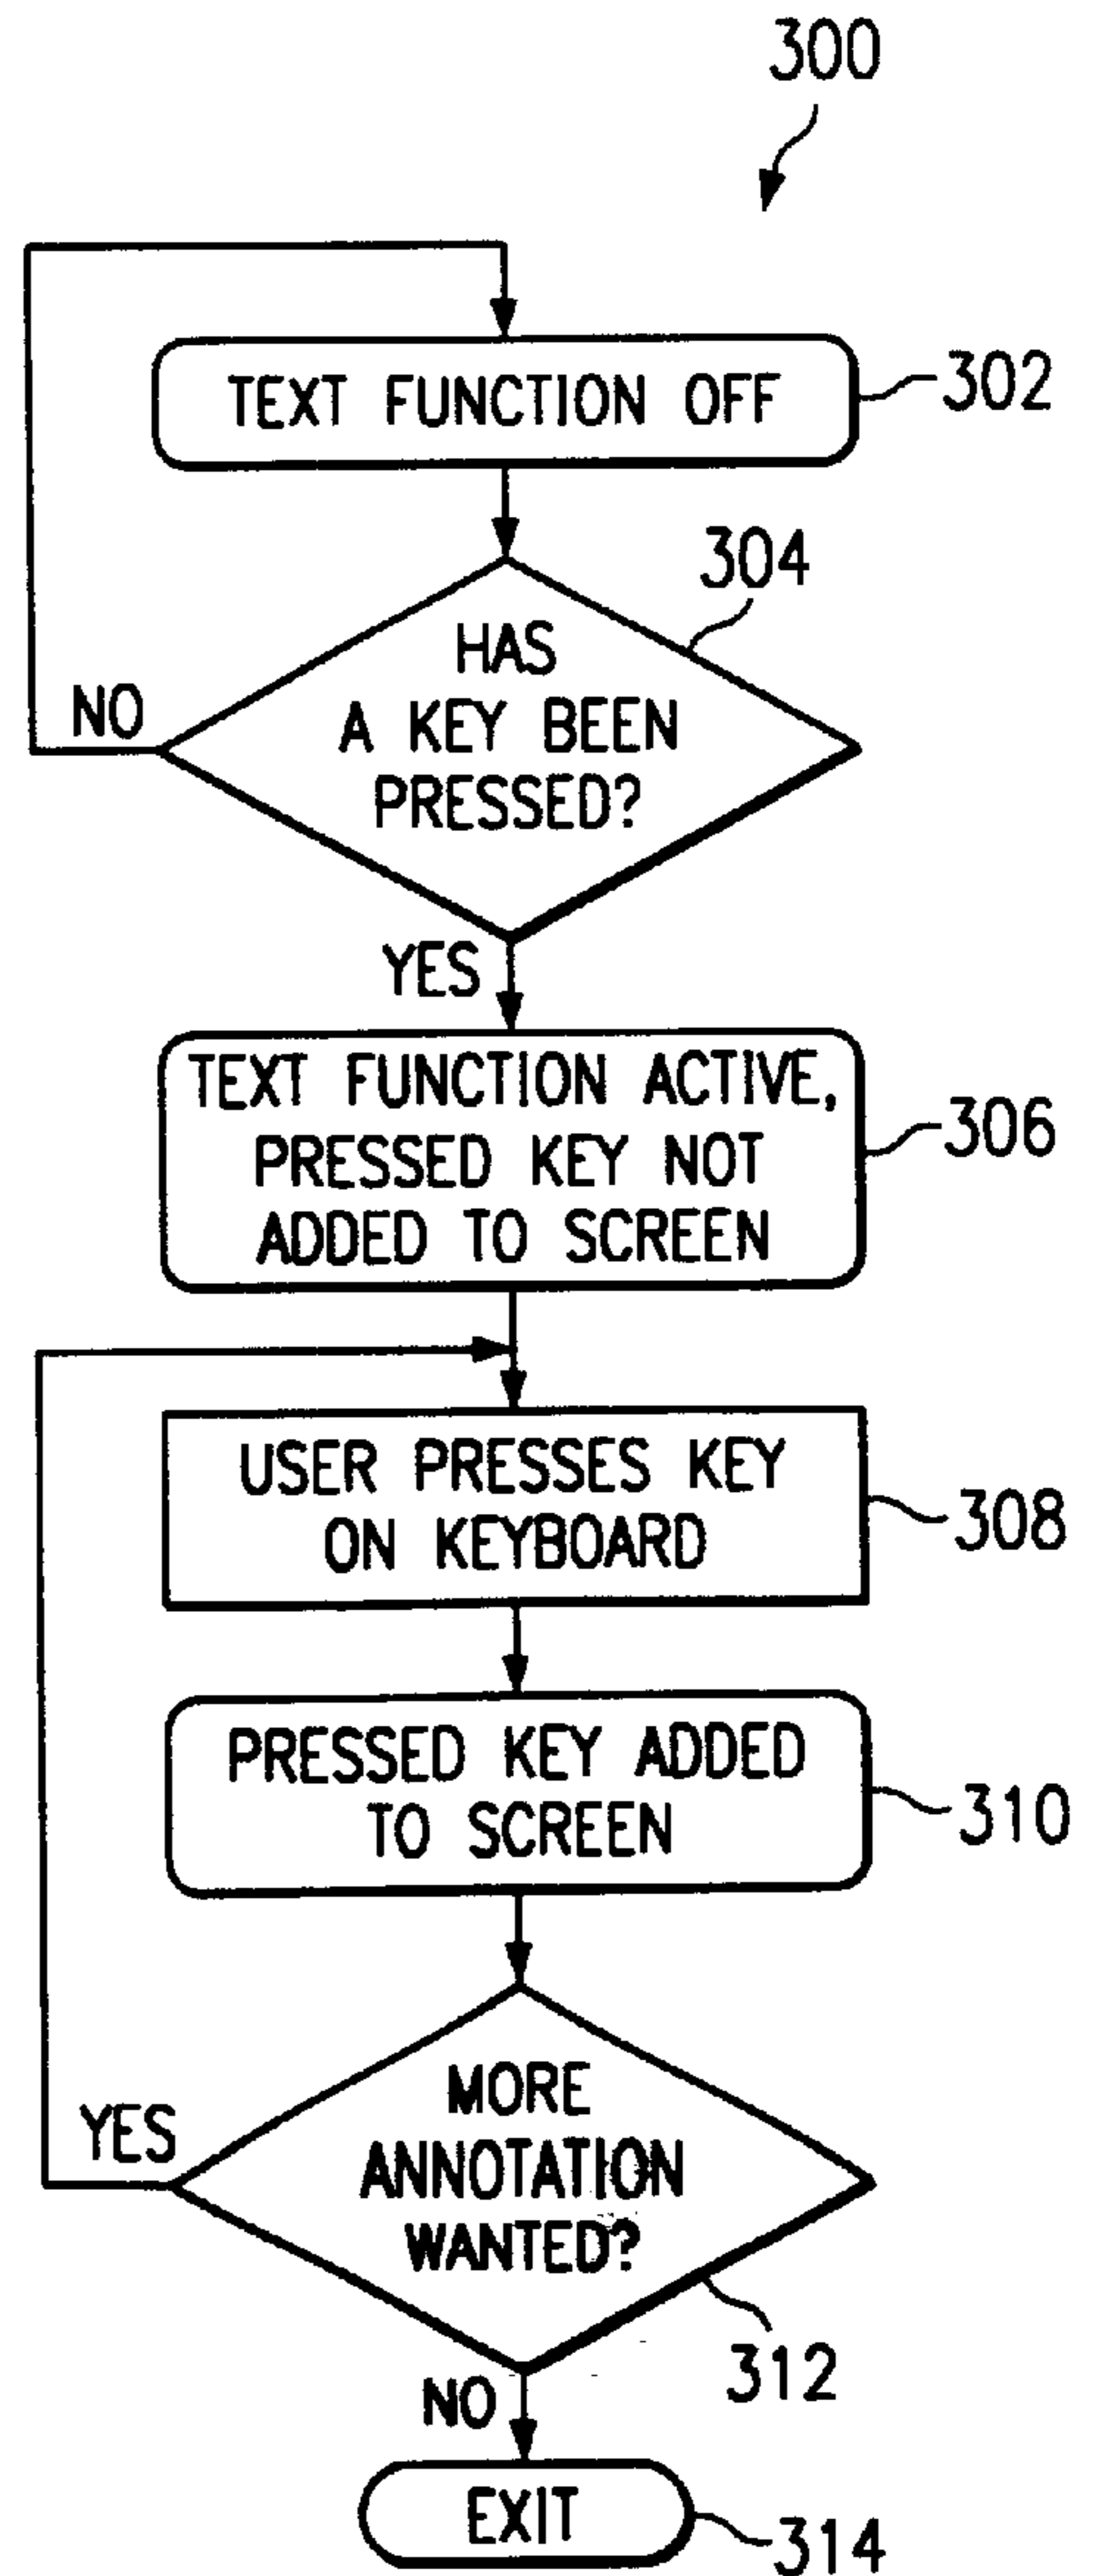 300
TEXT FUNCTION OFF
302
304
HAS
A KEY BEEN
PRESSED?
NO
YES
TEXT FUNCTION ACTIVE,
PRESSED KEY NOT
ADDED TO SCREEN
306
USER PRESSES KEY
ON KEYBOARD
308
PRESSED KEY ADDED
TO SCREEN
310
MORE
ANNOTATION
WANTED?
YES
312
NO
EXIT
314